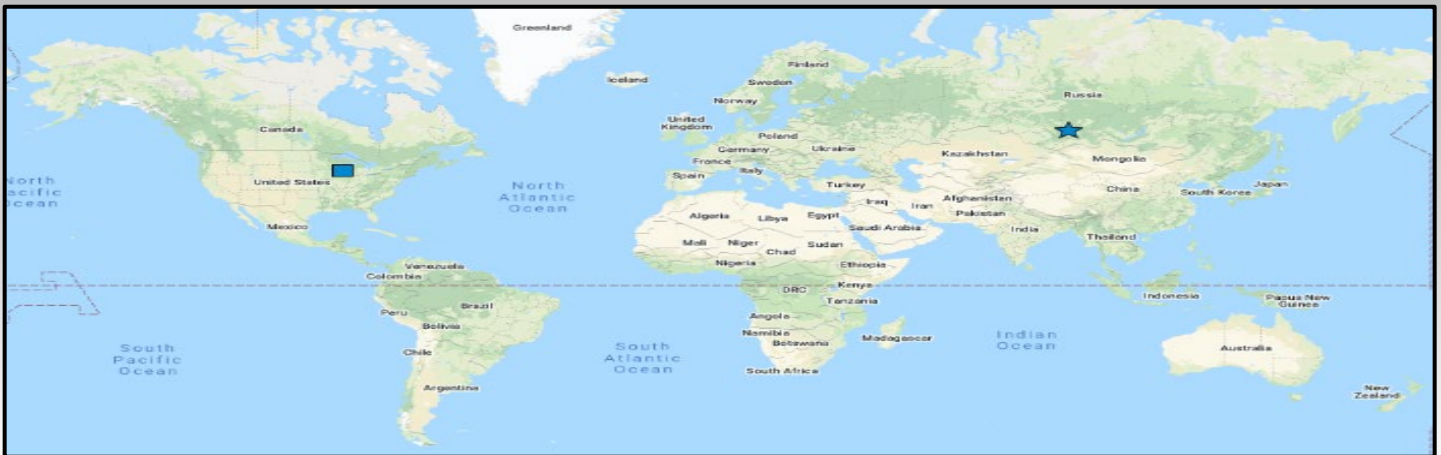 Greenland
Iceland
Finland
Sweden
Norway
Russia
United
Kingdom
Canada
Poland
Germany
Ukraine
Kazakhstan
Mongolia
France
Italy
Spain
Turkey
United States
North
Pacific
Ocean
North
Atlantic
Ocean
China
South Korea
Japan
Afghanistan
Iraq
Iran
Pakistan
Algeria
Libya
Egypt
Saudi Arabia
Mexico
India
Thailand
Mali
Niger
Chad
Sudan
Nigeria
Ethiopia
Venezuela
Colombia
DRC
Kenya
Tanzania
Indonesia
Papua New
Guinea
Brazil
Peru
Bolivia
Angola
Namibia
Botswana
Madagascar
Indian
Ocean
South
Pacific
Ocean
Chile
South
Atlantic
Ocean
South Africa
Australia
Argentina
New
Zealand